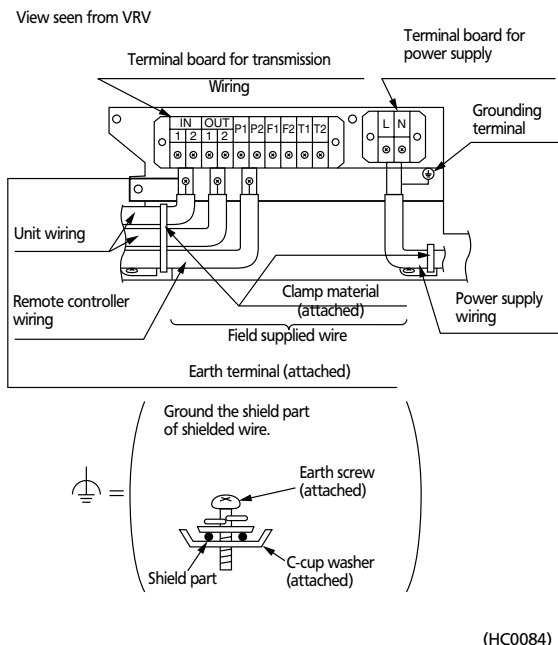 View seen from VRV
Terminal board for transmission
Wiring
Terminal board for
power supply
Grounding
terminal
IN OUT P1 P2 F1 F2 T1 T2
1 2 1 2
L N
Unit wiring
Remote controller
wiring
Clamp material
(attached)
Power supply
wiring
Field supplied wire
Earth terminal (attached)
Ground the shield part
of shielded wire.
=
Earth screw
(attached)
Shield part
C-cup washer
(attached)
(HC0084)